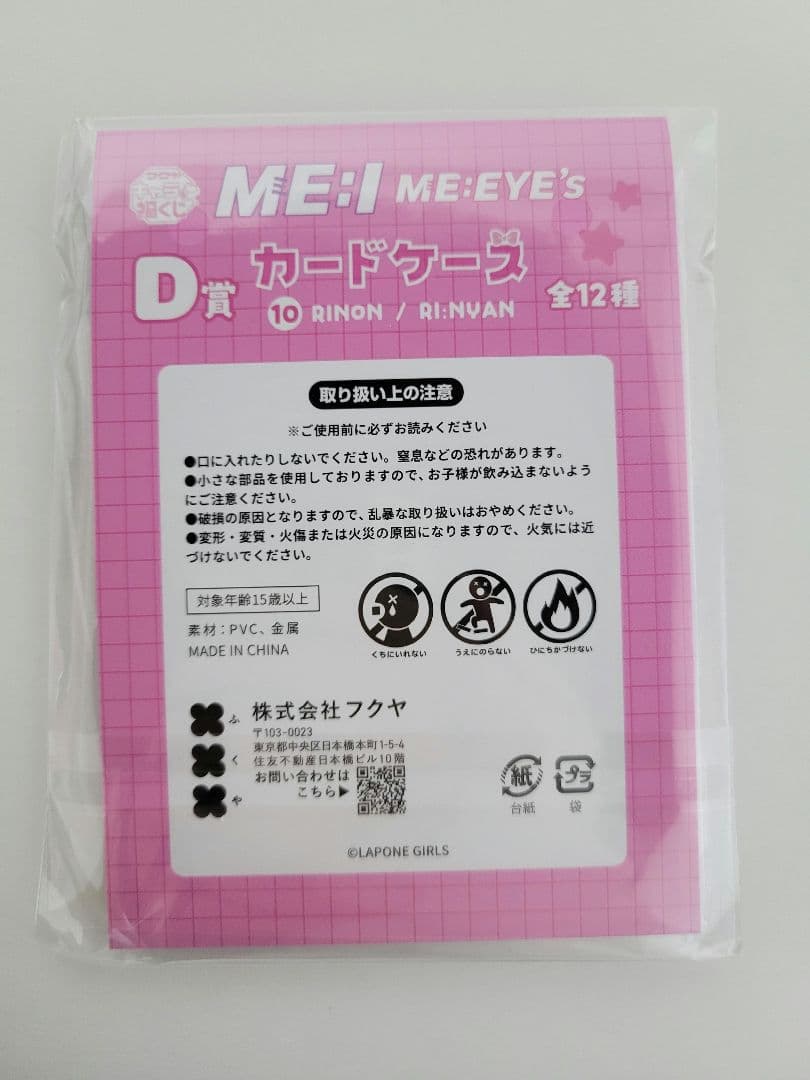 福くじ
ME:I ME:EYE's
D賞 カードケース
⑩ RINON / RI:NYAN 全12種
取り扱い上の注意
※ご使用前に必ずお読みください
●口に入れたりしないでください。窒息などの恐れがあります。
●小さな部品を使用しておりますので、お子様が飲み込まないよう
にご注意ください。
●破損の原因となりますので、乱暴な取り扱いはおやめください。
●変形・変質・火傷または火災の原因になりますので、火気には近
づけないでください。
対象年齢15歳以上
素材：PVC、金属
MADE IN CHINA
くちにいれない
うえにのらない
ひにちかづけない
ふくや
株式会社フクヤ
〒103-0023
東京都中央区日本橋本町1-5-4
住友不動産日本橋ビル10階
お問い合わせは
こちら▶
紙
台紙
プラ
袋
©LAPONE GIRLS